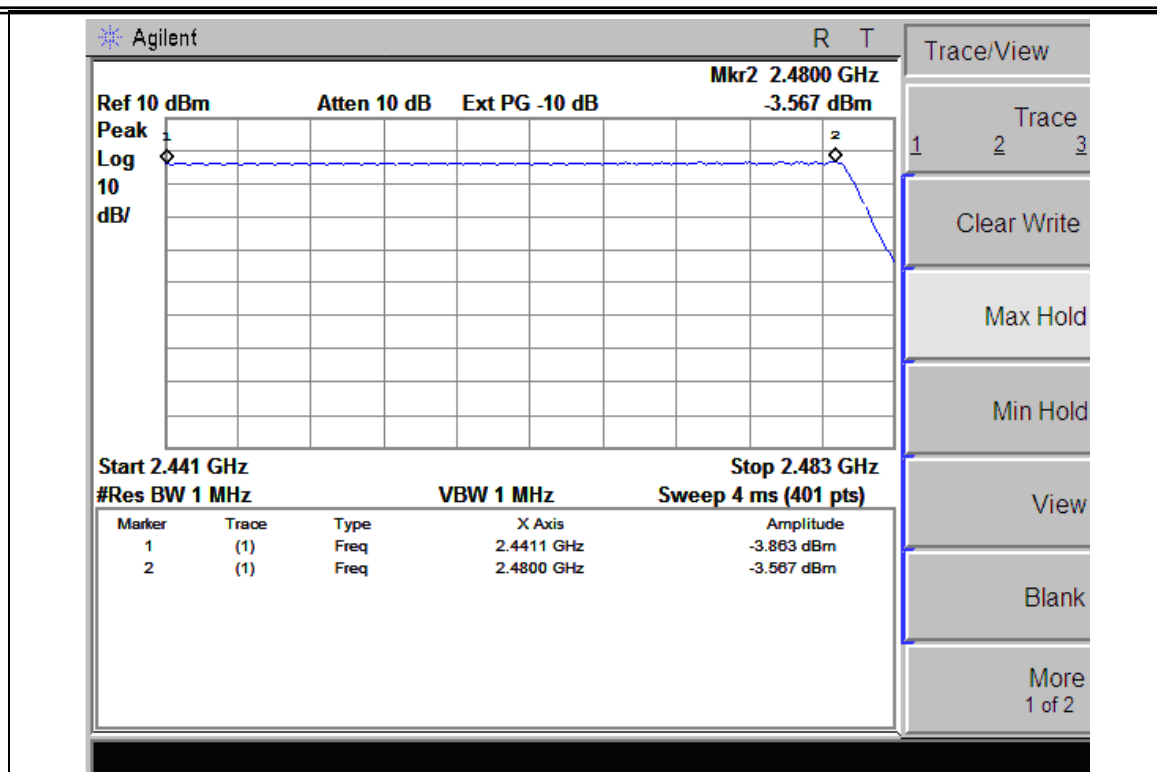 Agilent R T
Mkr2 2.4800 GHz
Ref 10 dBm Atten 10 dB Ext PG -10 dB -3.567 dBm
Peak
Log
10
dB/
1
2
Start 2.441 GHz Stop 2.483 GHz
#Res BW 1 MHz VBW 1 MHz Sweep 4 ms (401 pts)
Marker Trace Type X Axis Amplitude
1 (1) Freq 2.4411 GHz -3.863 dBm
2 (1) Freq 2.4800 GHz -3.567 dBm
Trace/View
Trace
1 2 3
Clear Write
Max Hold
Min Hold
View
Blank
More
1 of 2